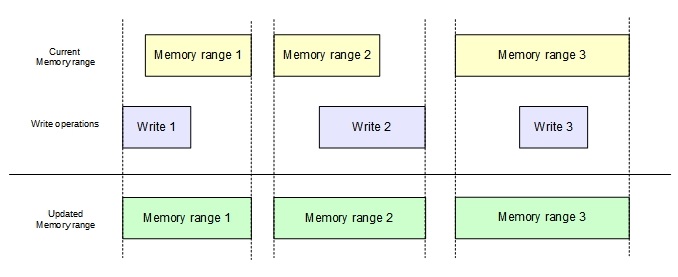 Current
Memory range
Memory range 1
Memory range 2
Memory range 3
Write operations
Write 1
Write 2
Write 3
Updated
Memory range
Memory range 1
Memory range 2
Memory range 3